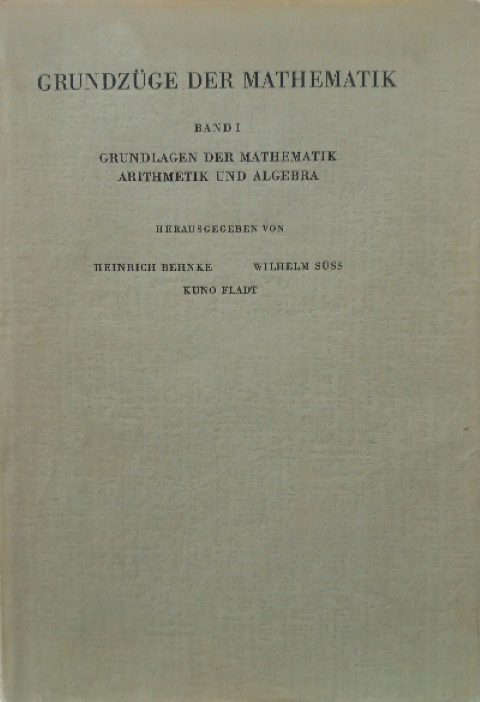 GRUNDZÜGE DER MATHEMATIK
BAND I
GRUNDLAGEN DER MATHEMATIK
ARITHMETIK UND ALGEBRA
HERAUSGEGEBEN VON
HEINRICH BEHNKE WILHELM SÜSS
KUNO FLADT